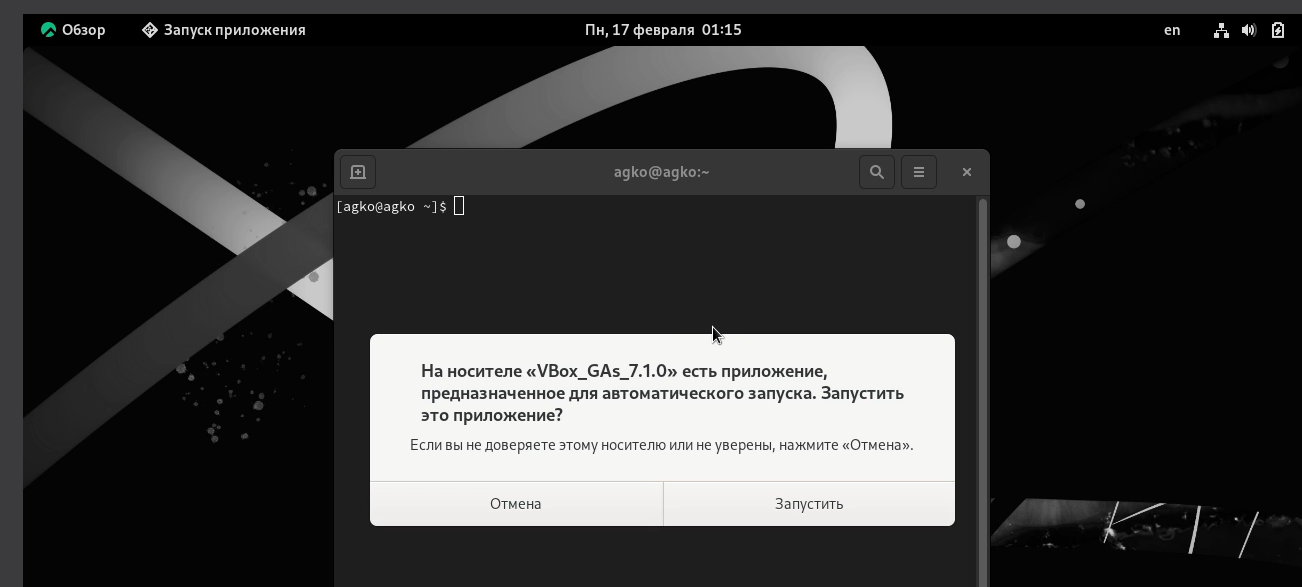 Обзор
Запуск приложения
Пн, 17 февраля 01:15
en
agko@agko:~
[agko@agko ~]$
На носителе «VBox_GAs_7.1.0» есть приложение,
предназначенное для автоматического запуска. Запустить
это приложение?
Если вы не доверяете этому носителю или не уверены, нажмите «Отмена».
Отмена
Запустить